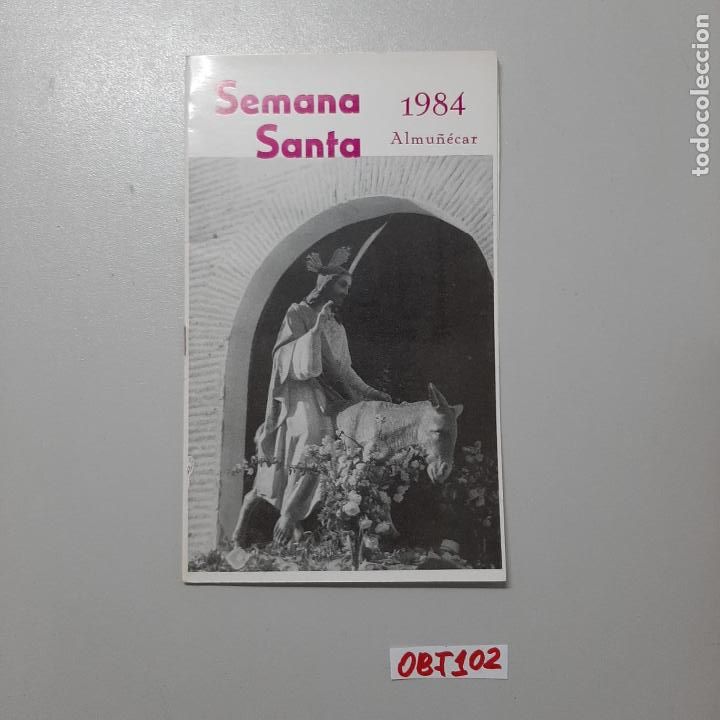 Semana
Santa
1984
Almuñécar
todocoleccion
OBJ102